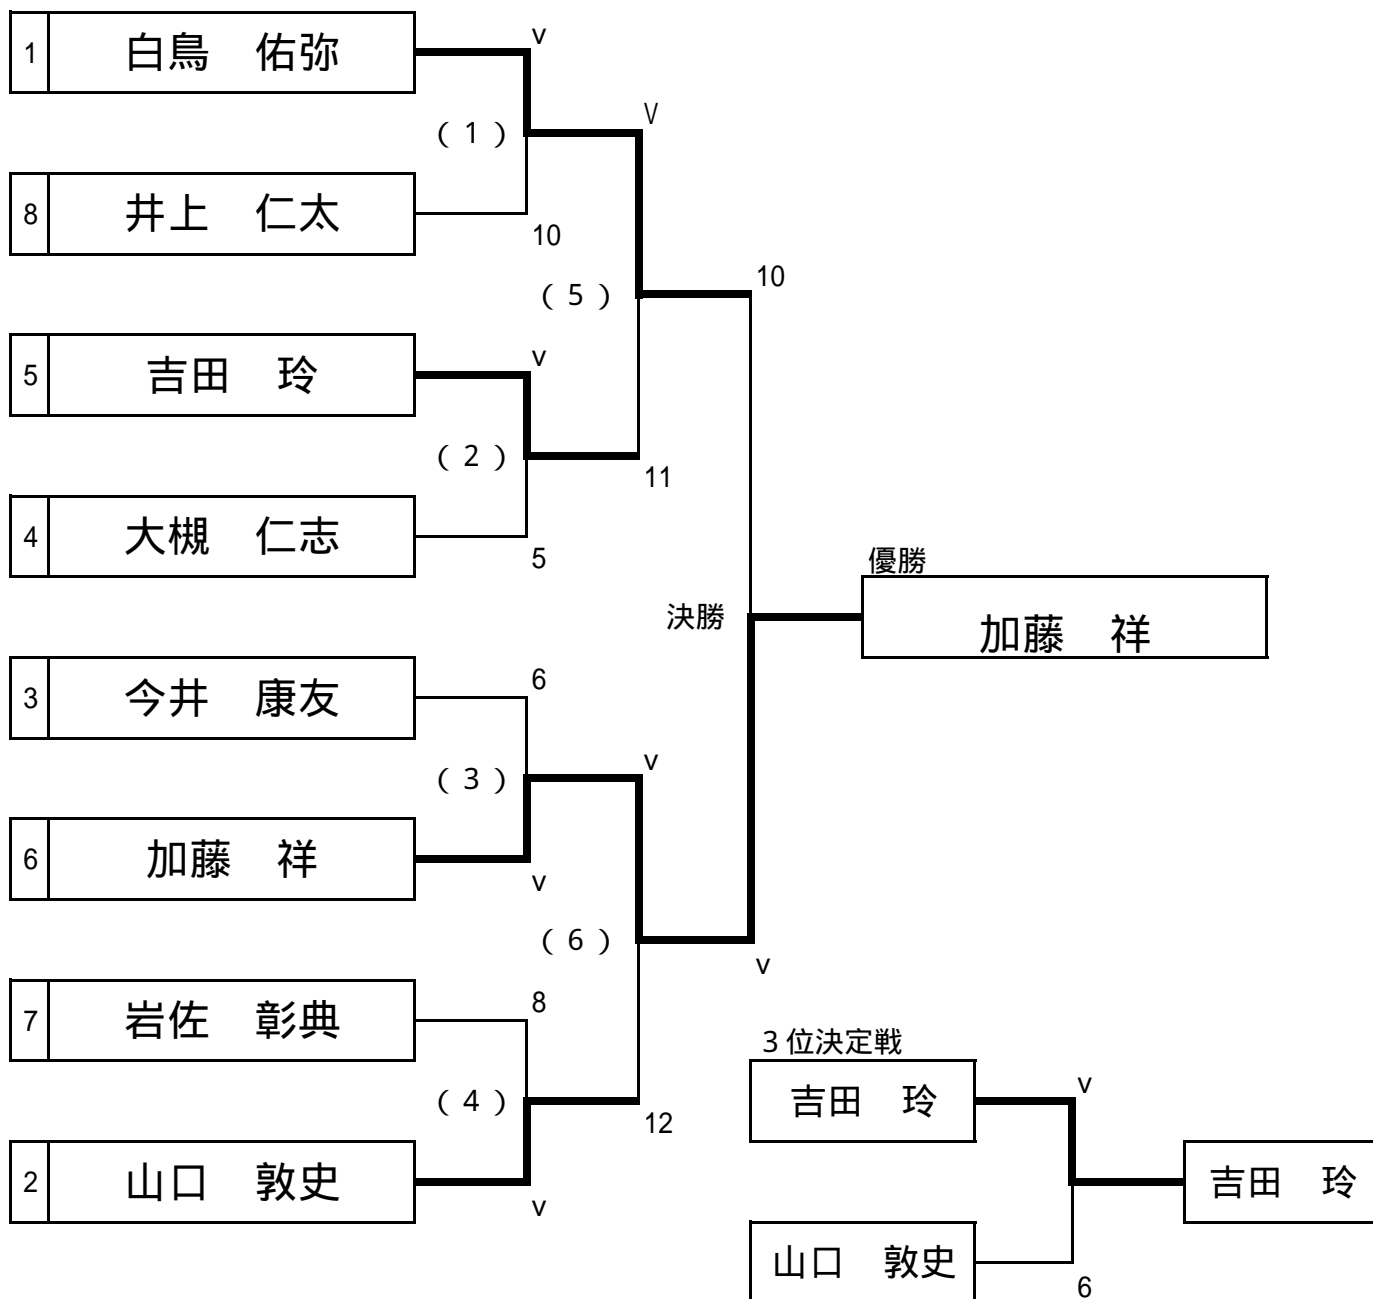 1 白鳥　佑弥
v
V
( 1 )
8 井上　仁太
10
10
( 5 )
5 吉田　玲
v
( 2 )
11
4 大槻　仁志
5
優勝
決勝
加藤　祥
3 今井　康友
6
v
( 3 )
6 加藤　祥
v
( 6 )
v
7 岩佐　彰典
8
3位決定戦
吉田　玲
v
( 4 )
12
2 山口　敦史
v
吉田　玲
山口　敦史
6